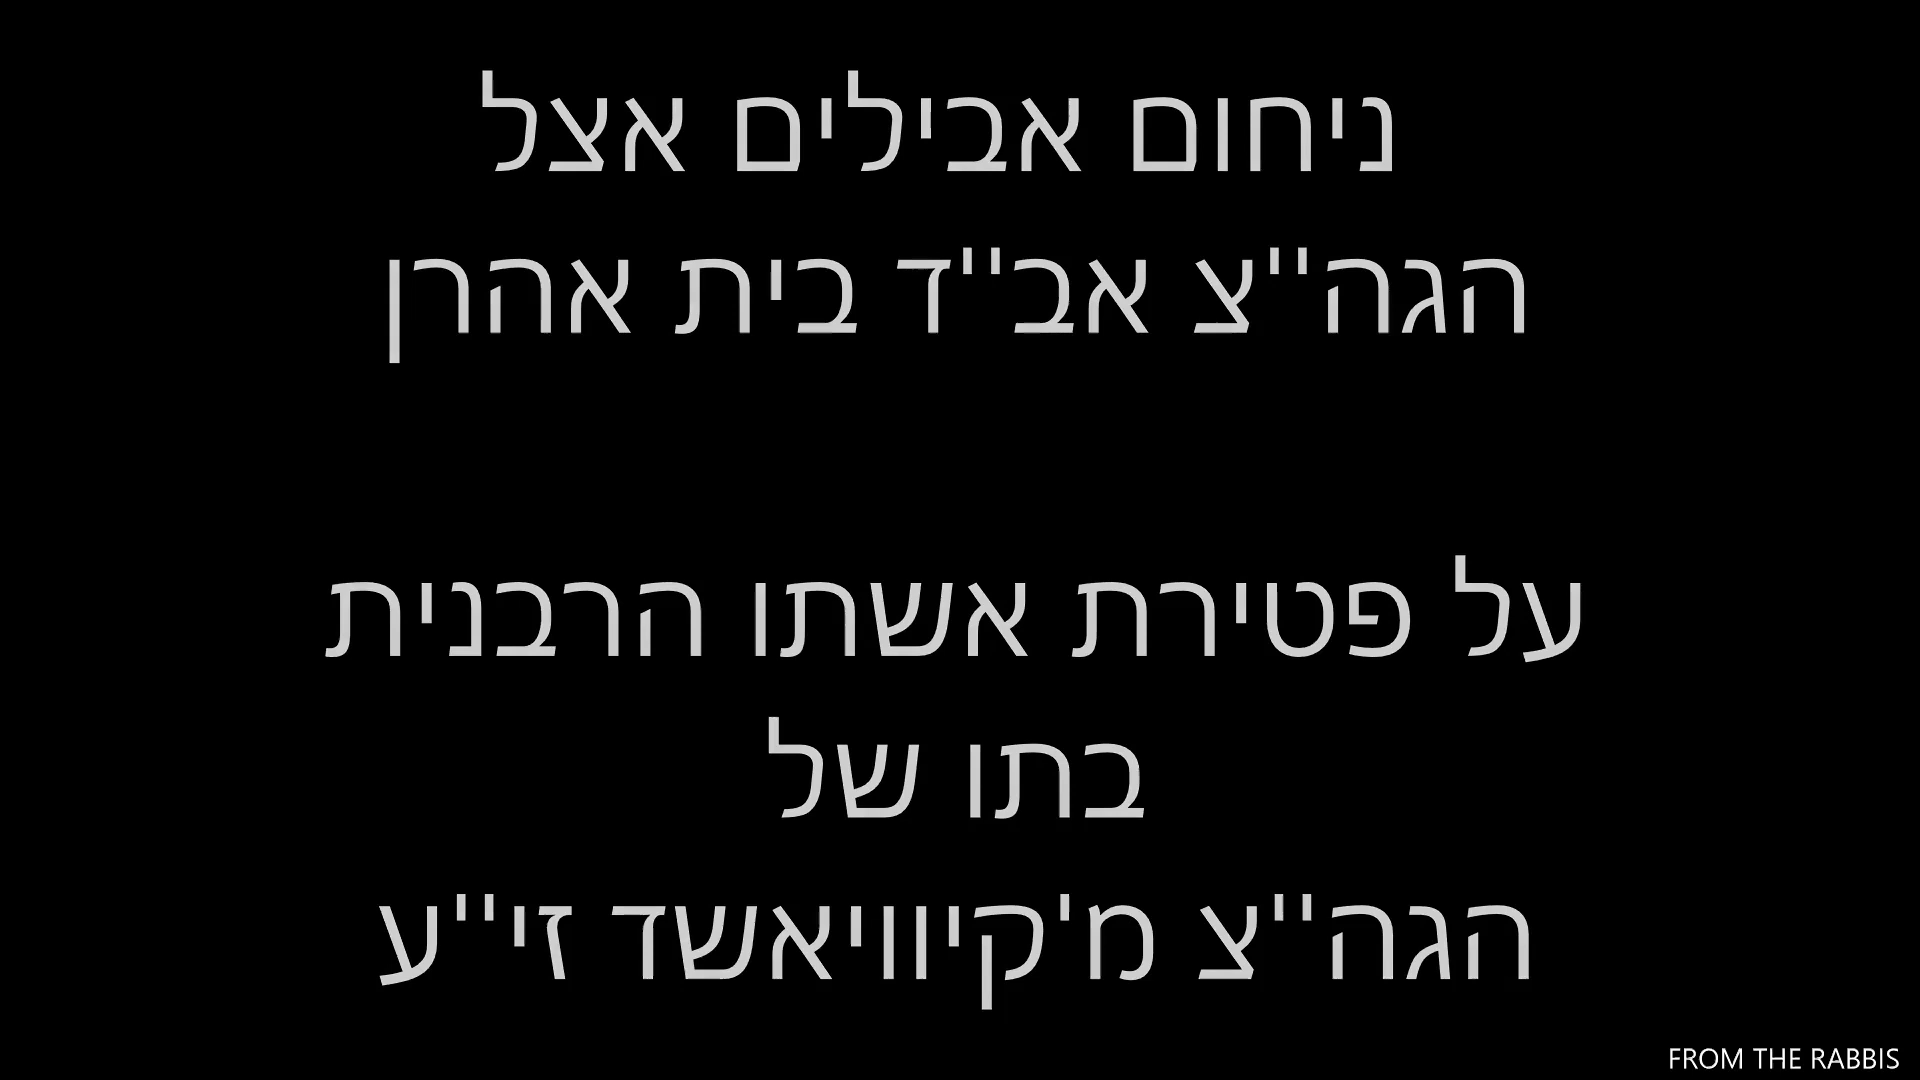 ניחום אבילים אצל
הגה''צ אב''ד בית אהרן
על פטירת אשתו הרבנית
בתו של
הגה''צ מ'קיוויאשד זי''ע
FROM THE RABBIS